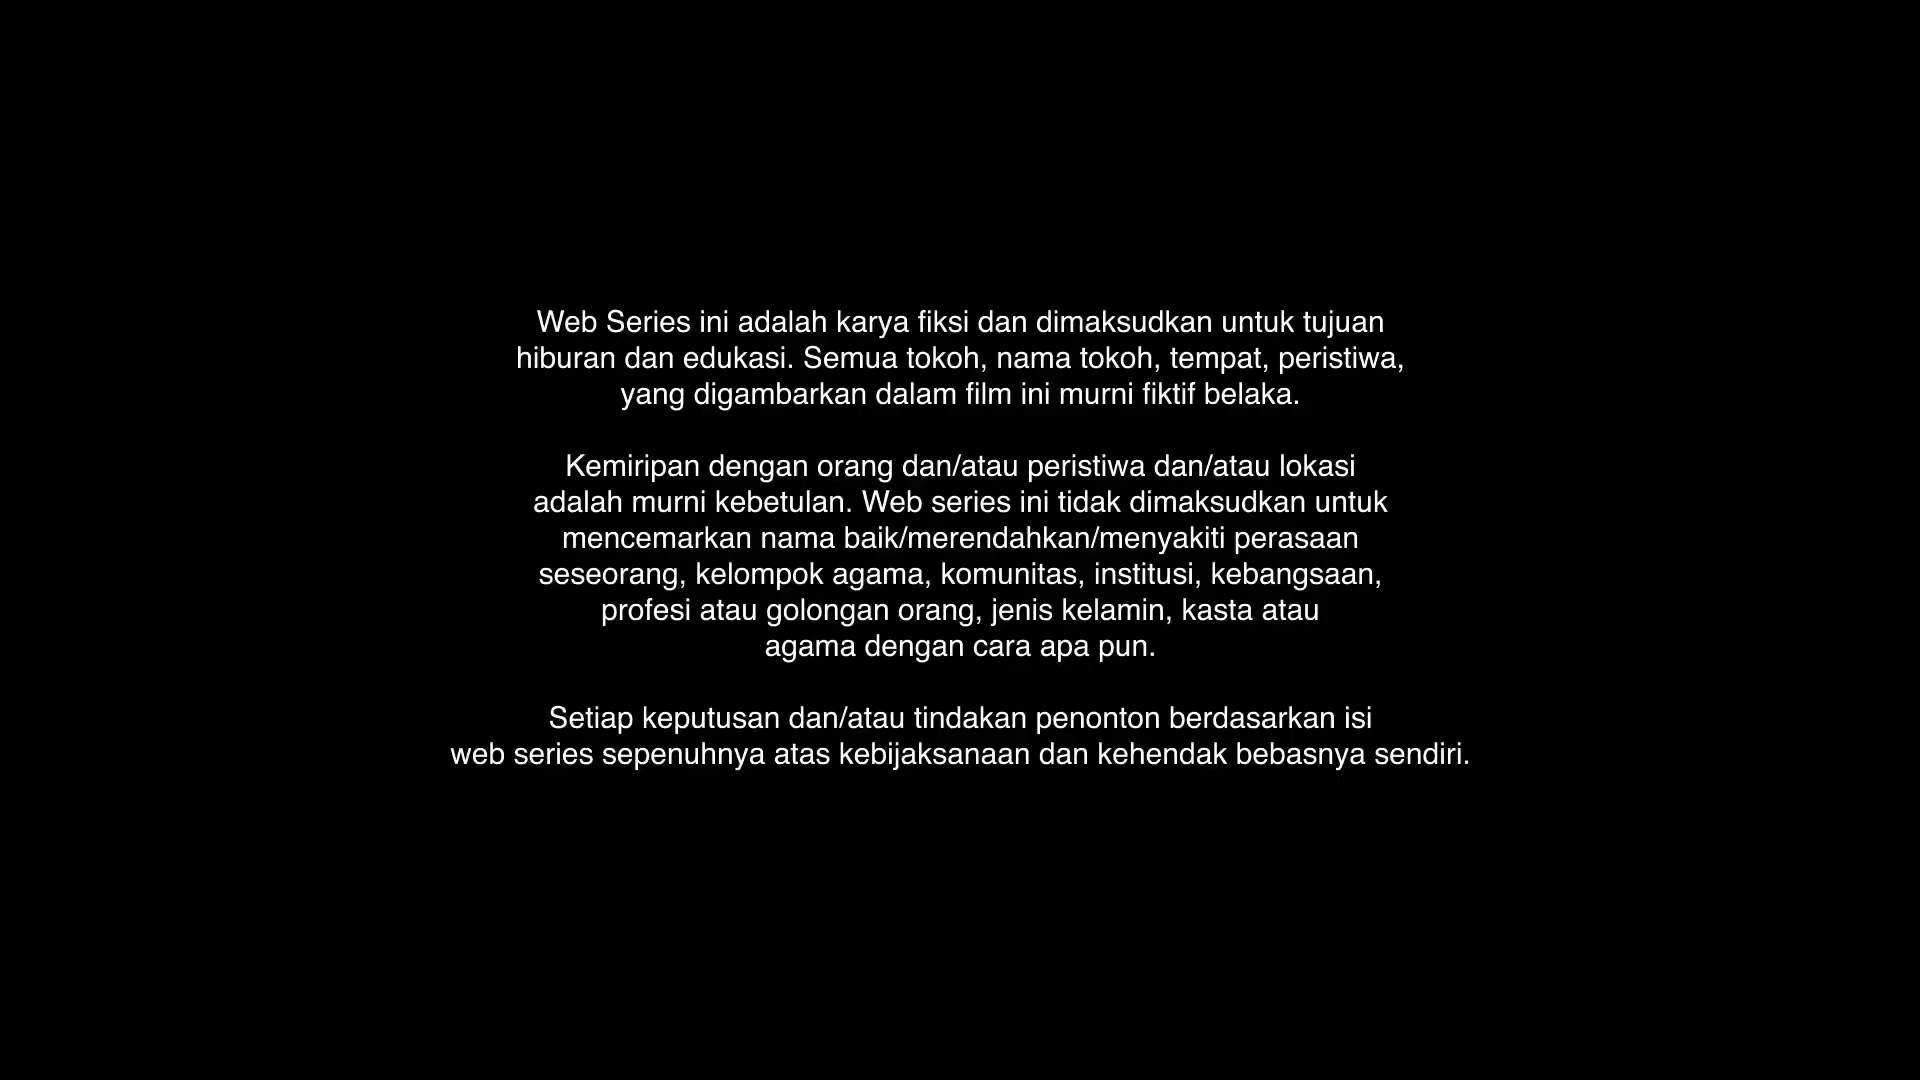 Web Series ini adalah karya fiksi dan dimaksudkan untuk tujuan
hiburan dan edukasi. Semua tokoh, nama tokoh, tempat, peristiwa,
yang digambarkan dalam film ini murni fiktif belaka.
Kemiripan dengan orang dan/atau peristiwa dan/atau lokasi
adalah murni kebetulan. Web series ini tidak dimaksudkan untuk
mencemarkan nama baik/merendahkan/menyakiti perasaan
seseorang, kelompok agama, komunitas, institusi, kebangsaan,
profesi atau golongan orang, jenis kelamin, kasta atau
agama dengan cara apa pun.
Setiap keputusan dan/atau tindakan penonton berdasarkan isi
web series sepenuhnya atas kebijaksanaan dan kehendak bebasnya sendiri.